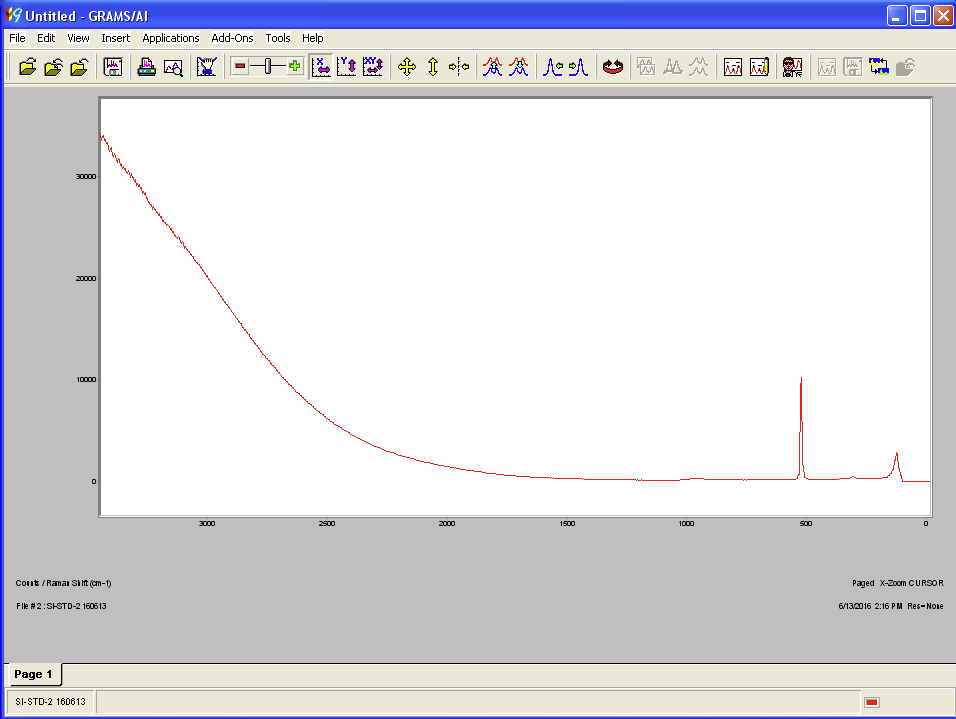 Untitled - GRAMS/AI
File Edit View Insert Applications Add-Ons Tools Help
X Y XY
30000
20000
10000
0
3000 2500 2000 1500 1000 500 0
Counts / Raman Shift (cm-1)
Paged X-Zoom CURSOR
File # 2 : SI-STD-2 160613
6/13/2016 2:16 PM Res=None
Page 1
SI-STD-2 160613